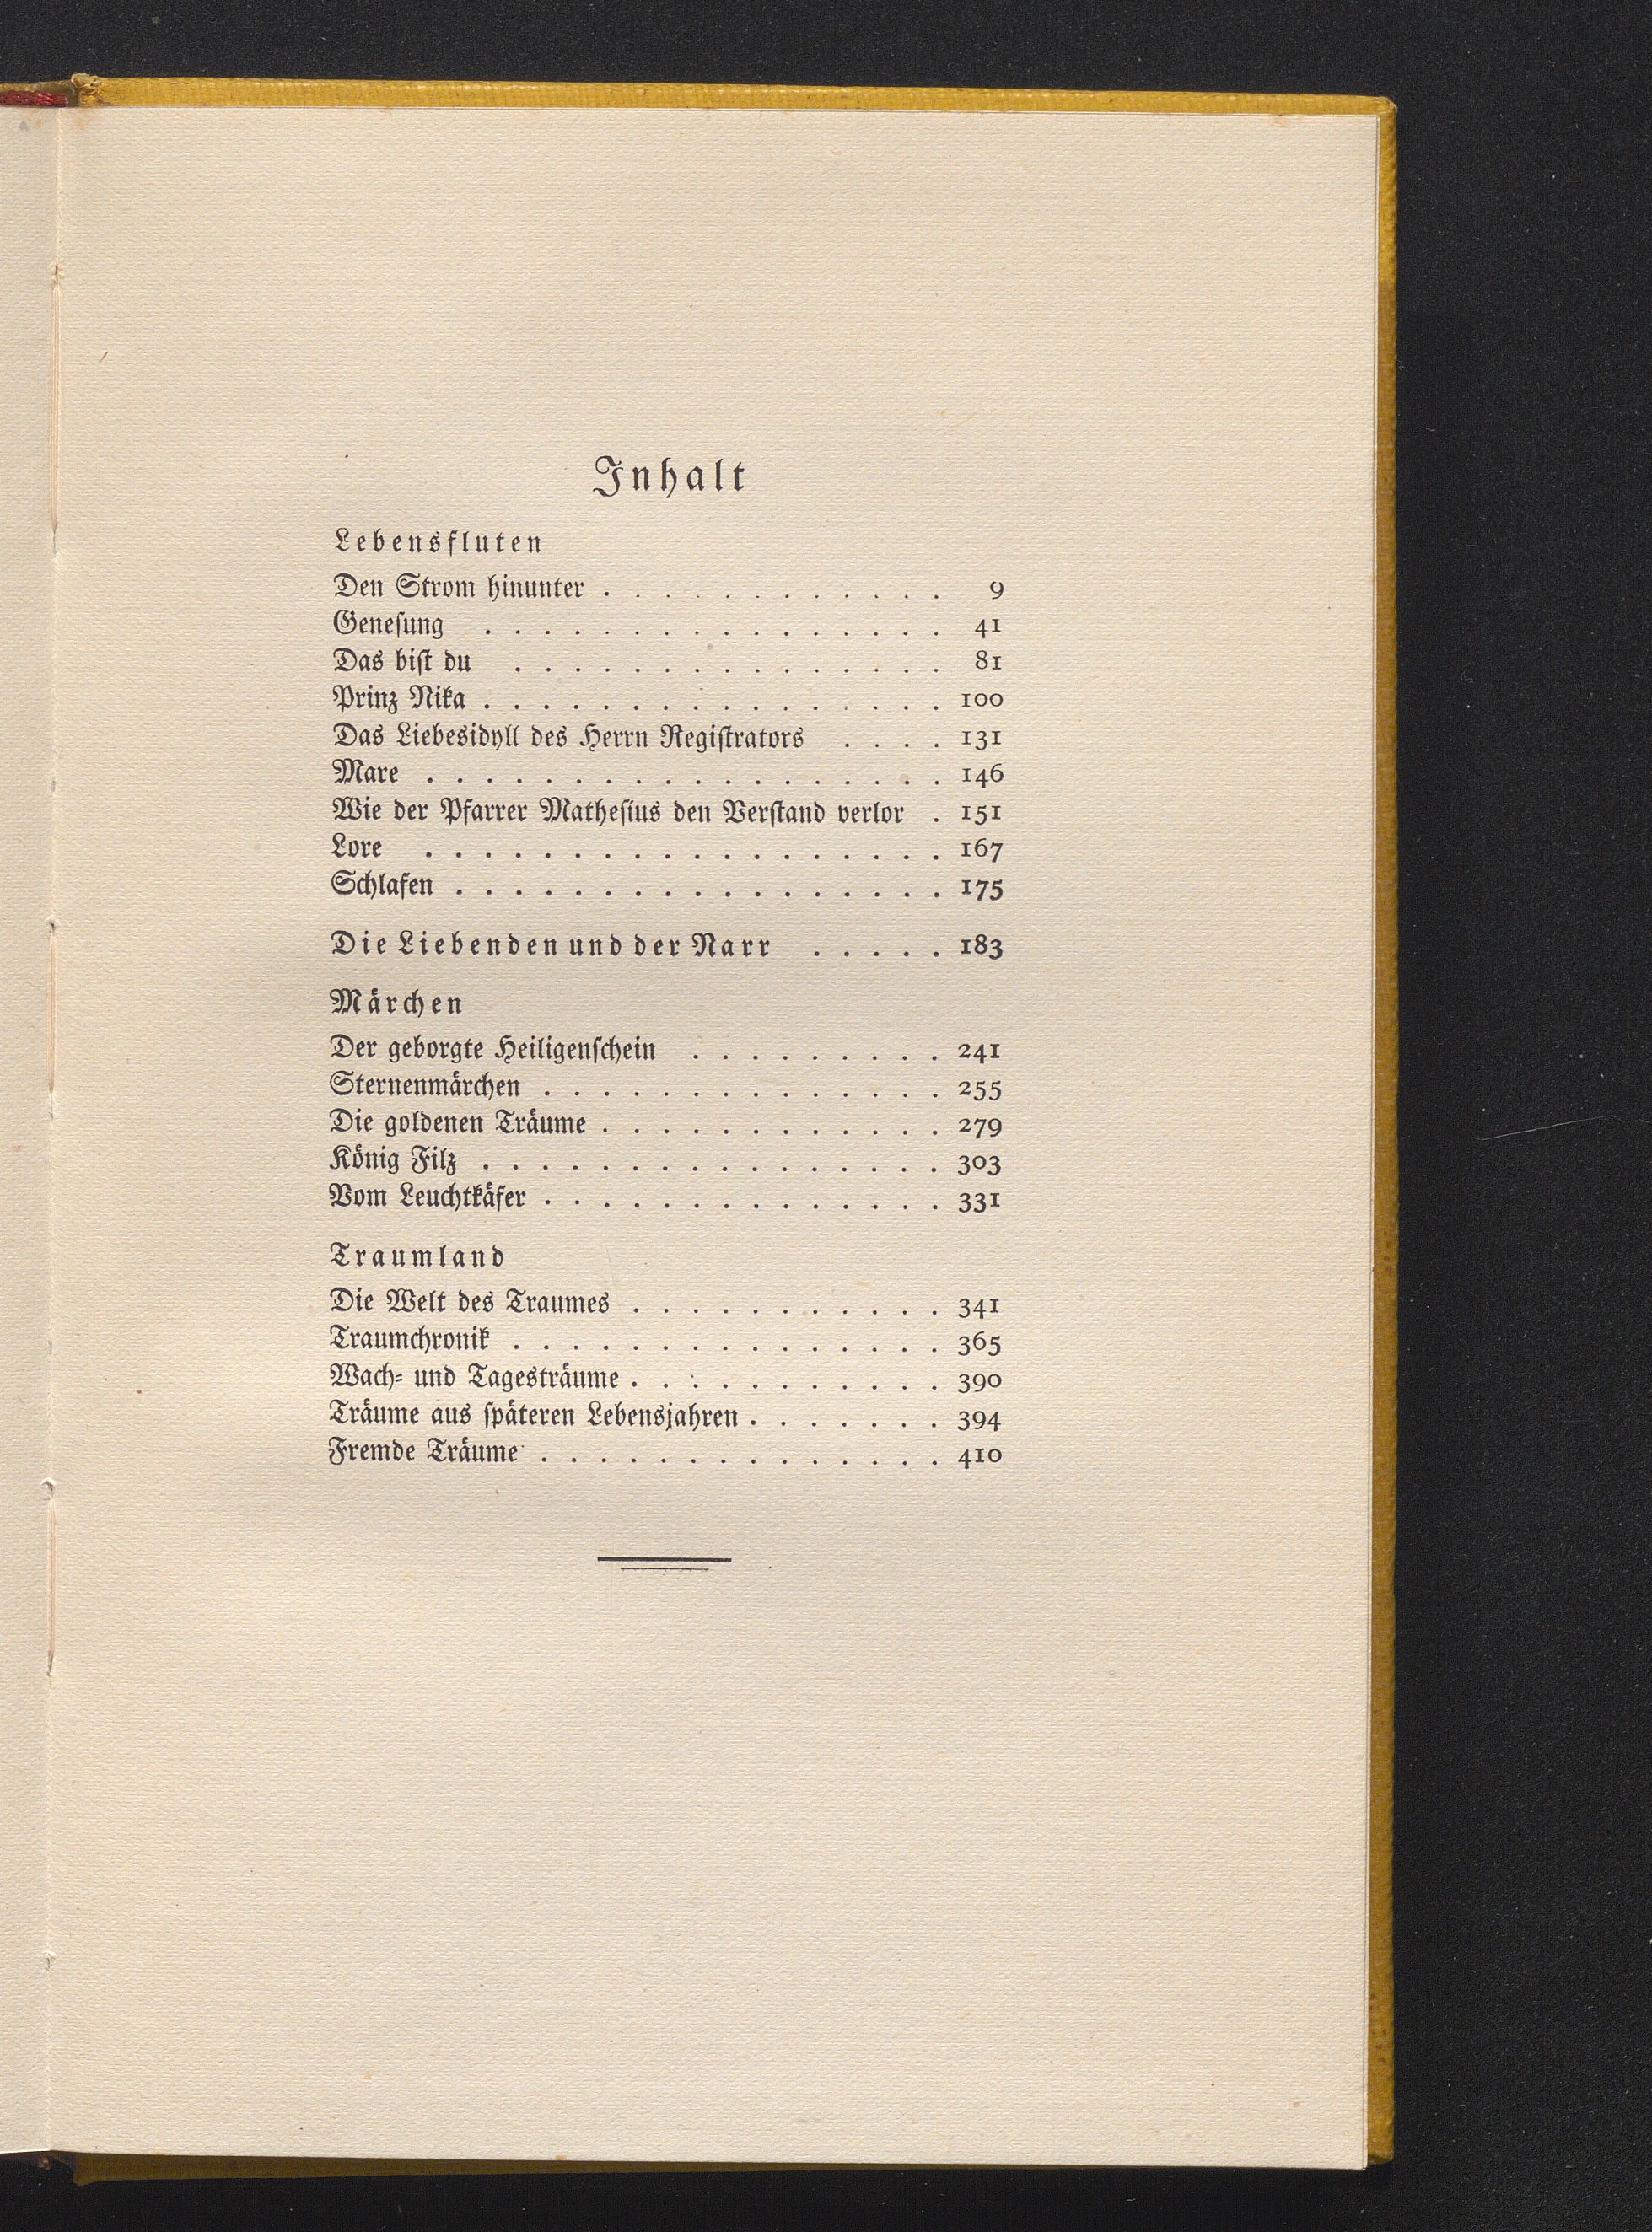 Inhalt
Lebensfluten
Den Strom hinunter . . . . . . . . . . . . 9
Geneſung . . . . . . . . . . . . . . . . 41
Das biſt du . . . . . . . . . . . . . . . 81
Prinz Nika . . . . . . . . . . . . . . . . 100
Das Liebesidyll des Herrn Regiſtrators . . . . 131
Mare . . . . . . . . . . . . . . . . . . 146
Wie der Pfarrer Matheſius den Verſtand verlor . 151
Lore . . . . . . . . . . . . . . . . . . 167
Schlafen . . . . . . . . . . . . . . . . . 175
Die Liebenden und der Narr . . . . . 183
Märchen
Der geborgte Heiligenſchein . . . . . . . . . 241
Sternenmärchen . . . . . . . . . . . . . . 255
Die goldenen Träume . . . . . . . . . . . . 279
König Filz . . . . . . . . . . . . . . . . 303
Vom Leuchtkäfer . . . . . . . . . . . . . . 331
Traumland
Die Welt des Traumes . . . . . . . . . . . 341
Traumchronik . . . . . . . . . . . . . . . 365
Wach- und Tagesträume . . . . . . . . . . . 390
Träume aus ſpäteren Lebensjahren . . . . . . . 394
Fremde Träume . . . . . . . . . . . . . . 410